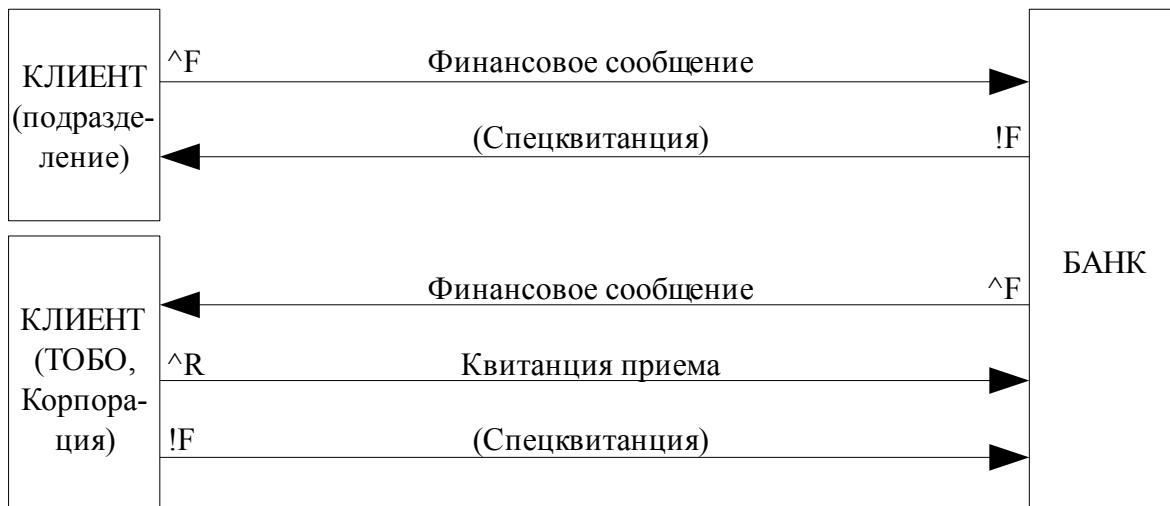 КЛИЕНТ
(подразде-
ление)
^F Финансовое сообщение
(Спецквитанция) !F
БАНК
КЛИЕНТ
(ТОБО,
Корпора-
ция)
Финансовое сообщение ^F
^R Квитанция приема
!F (Спецквитанция)